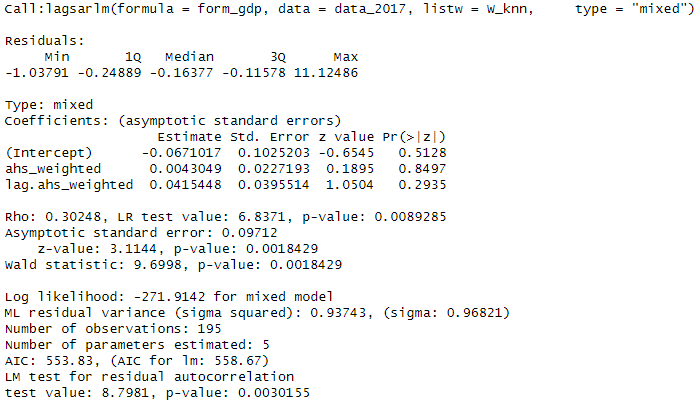 Call:lagsarlm(formula = form_gdp, data = data_2017, listw = W_knn,     type = "mixed")
Residuals:
     Min       1Q   Median       3Q      Max
-1.03791 -0.24889 -0.16377 -0.11578 11.12486
Type: mixed
Coefficients: (asymptotic standard errors)
                  Estimate Std. Error z value Pr(>|z|)
(Intercept)     -0.0671017  0.1025203 -0.6545   0.5128
ahs_weighted     0.0043049  0.0227193  0.1895   0.8497
lag.ahs_weighted 0.0415448  0.0395514  1.0504   0.2935
Rho: 0.30248, LR test value: 6.8371, p-value: 0.0089285
Asymptotic standard error: 0.09712
    z-value: 3.1144, p-value: 0.0018429
Wald statistic: 9.6998, p-value: 0.0018429
Log likelihood: -271.9142 for mixed model
ML residual variance (sigma squared): 0.93743, (sigma: 0.96821)
Number of observations: 195
Number of parameters estimated: 5
AIC: 553.83, (AIC for lm: 558.67)
LM test for residual autocorrelation
test value: 8.7981, p-value: 0.0030155